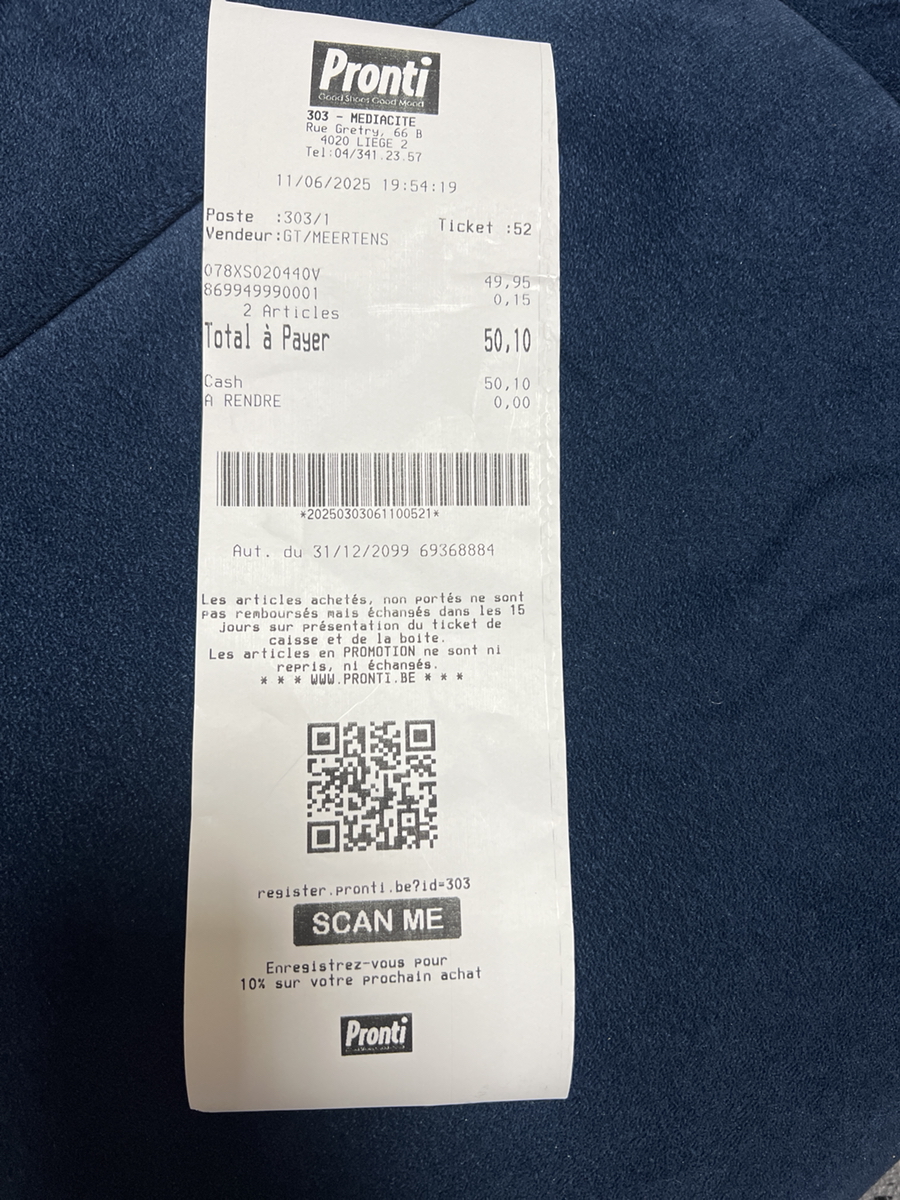 Pronti
Good Shoes Good Mood
303 - MEDIACITE
Rue Gretry, 66 B
4020 LIEGE 2
Tel:04/341.23.57
11/06/2025 19:54:19
Poste :303/1
Ticket :52
Vendeur:GT/MEERTENS
078XS020440V 49,95
869949990001 0,15
2 Articles
Total à Payer 50,10
Cash 50,10
A RENDRE 0,00
*20250303061100521*
Aut. du 31/12/2099 69368884
Les articles achetés, non portés ne sont
pas remboursés mais échangés dans les 15
jours sur présentation du ticket de
caisse et de la boite.
Les articles en PROMOTION ne sont ni
repris, ni échangés.
* * * WWW.PRONTI.BE * * *
register.pronti.be?id=303
SCAN ME
Enregistrez-vous pour
10% sur votre prochain achat
Pronti